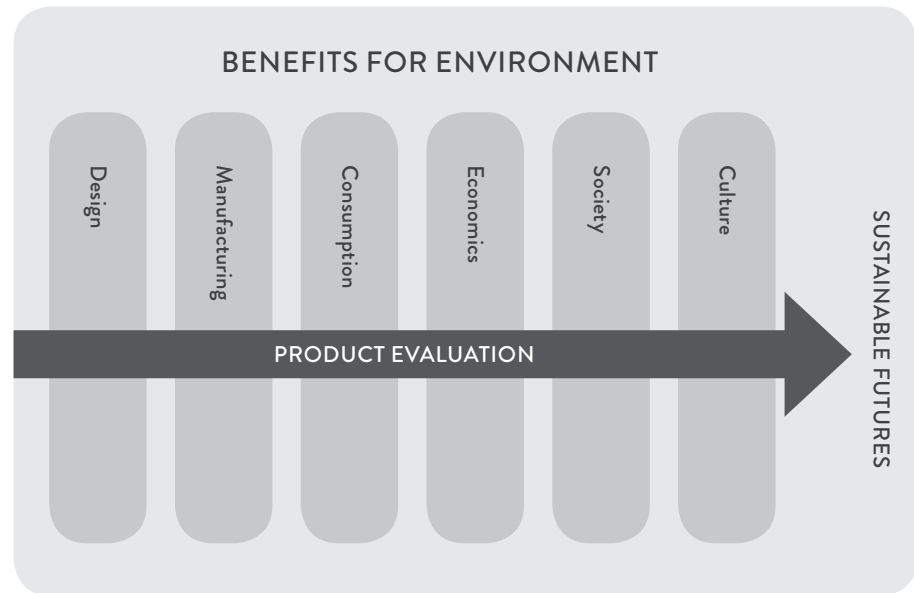 BENEFITS FOR ENVIRONMENT
Design
Manufacturing
Consumption
Economics
Society
Culture
PRODUCT EVALUATION
SUSTAINABLE FUTURES